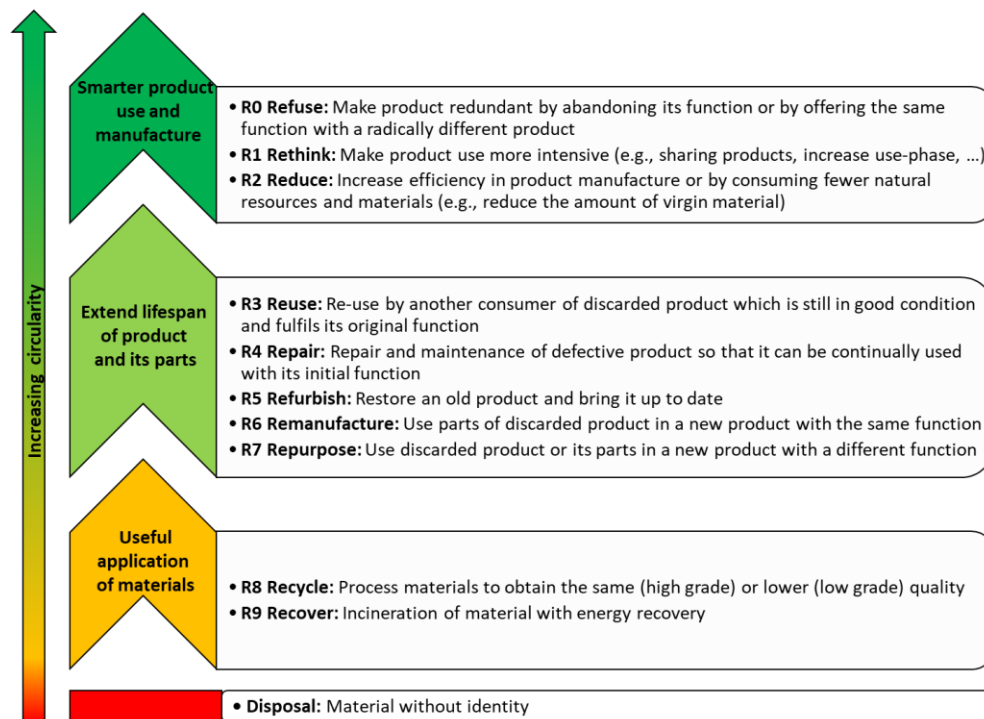 Increasing circularity
Smarter product
use and
manufacture
• R0 Refuse: Make product redundant by abandoning its function or by offering the same
function with a radically different product
• R1 Rethink: Make product use more intensive (e.g., sharing products, increase use-phase, …)
• R2 Reduce: Increase efficiency in product manufacture or by consuming fewer natural
resources and materials (e.g., reduce the amount of virgin material)
Extend lifespan
of product
and its parts
• R3 Reuse: Re-use by another consumer of discarded product which is still in good condition
and fulfils its original function
• R4 Repair: Repair and maintenance of defective product so that it can be continually used
with its initial function
• R5 Refurbish: Restore an old product and bring it up to date
• R6 Remanufacture: Use parts of discarded product in a new product with the same function
• R7 Repurpose: Use discarded product or its parts in a new product with a different function
Useful
application
of materials
• R8 Recycle: Process materials to obtain the same (high grade) or lower (low grade) quality
• R9 Recover: Incineration of material with energy recovery
• Disposal: Material without identity